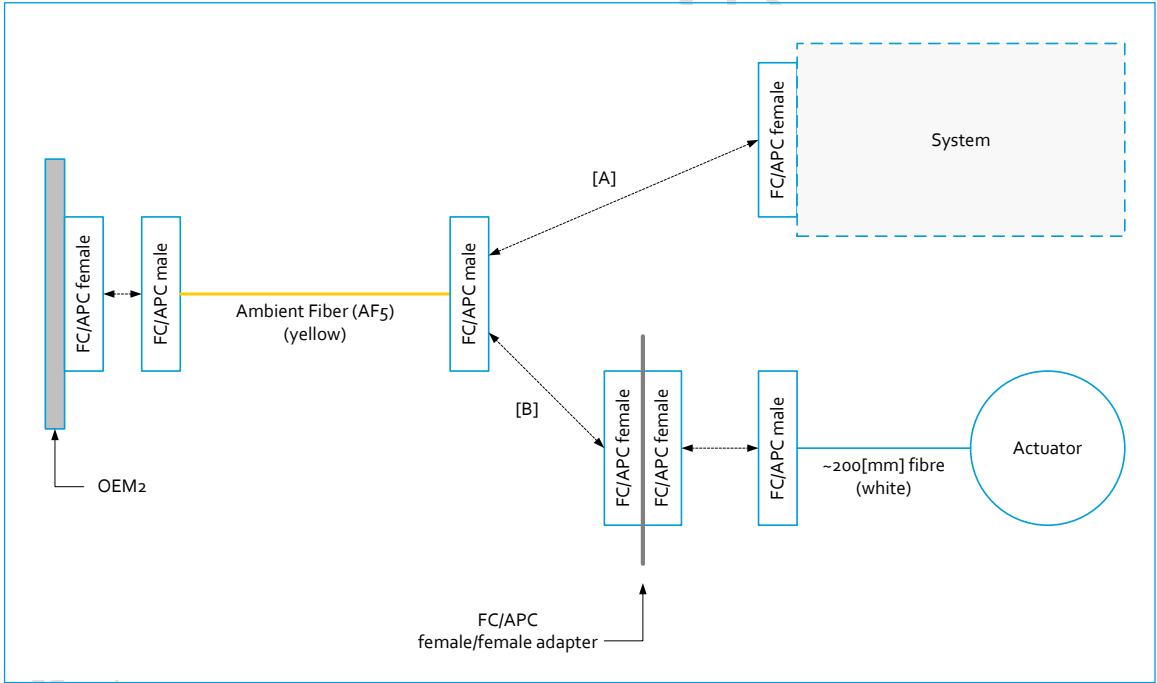 FC/APC female
System
[A]
FC/APC female
FC/APC male
FC/APC male
Ambient Fiber (AF5)
(yellow)
[B]
FC/APC female
FC/APC female
FC/APC male
~200[mm] fibre
(white)
Actuator
OEM2
FC/APC
female/female adapter